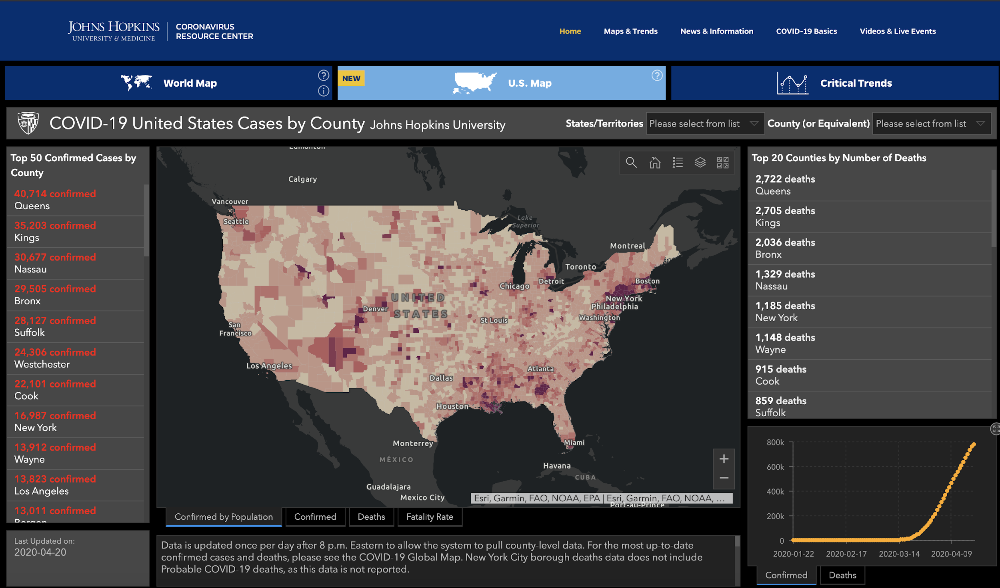 JOHNS HOPKINS
UNIVERSITY & MEDICINE
CORONAVIRUS
RESOURCE CENTER
Home
Maps & Trends
News & Information
COVID-19 Basics
Videos & Live Events
World Map
NEW
U.S. Map
Critical Trends
COVID-19 United States Cases by County Johns Hopkins University
States/Territories
Please select from list
County (or Equivalent)
Please select from list
Top 50 Confirmed Cases by
County
40,714 confirmed
Queens
35,203 confirmed
Kings
30,677 confirmed
Nassau
29,505 confirmed
Bronx
28,127 confirmed
Suffolk
24,306 confirmed
Westchester
22,101 confirmed
Cook
16,987 confirmed
New York
13,912 confirmed
Wayne
13,823 confirmed
Los Angeles
13,011 confirmed
Bergen
Last Updated on:
2020-04-20
Edmonton
Calgary
Vancouver
Seattle
Lake
Superior
Montreal
Toronto
Boston
Detroit
Chicago
New York
UNITED
STATES
Denver
Philadelphia
Washington
St Louis
San
Francisco
Los Angeles
Atlanta
Dallas
Houston
Miami
Monterrey
MÉXICO
Havana
CUBA
Guadalajara
Mexico City
Esri, Garmin, FAO, NOAA, EPA | Esri, Garmin, FAO, NOAA, …
Port-au-Prince
Confirmed by Population
Confirmed
Deaths
Fatality Rate
Data is updated once per day after 8 p.m. Eastern to allow the system to pull county-level data. For the most up-to-date
confirmed cases and deaths, please see the COVID-19 Global Map. New York City borough deaths data does not include
Probable COVID-19 deaths, as this data is not reported.
Top 20 Counties by Number of Deaths
2,722 deaths
Queens
2,705 deaths
Kings
2,036 deaths
Bronx
1,329 deaths
Nassau
1,185 deaths
New York
1,148 deaths
Wayne
915 deaths
Cook
859 deaths
Suffolk
800k
600k
400k
200k
0
2020-01-22
2020-02-17
2020-03-14
2020-04-09
Confirmed
Deaths